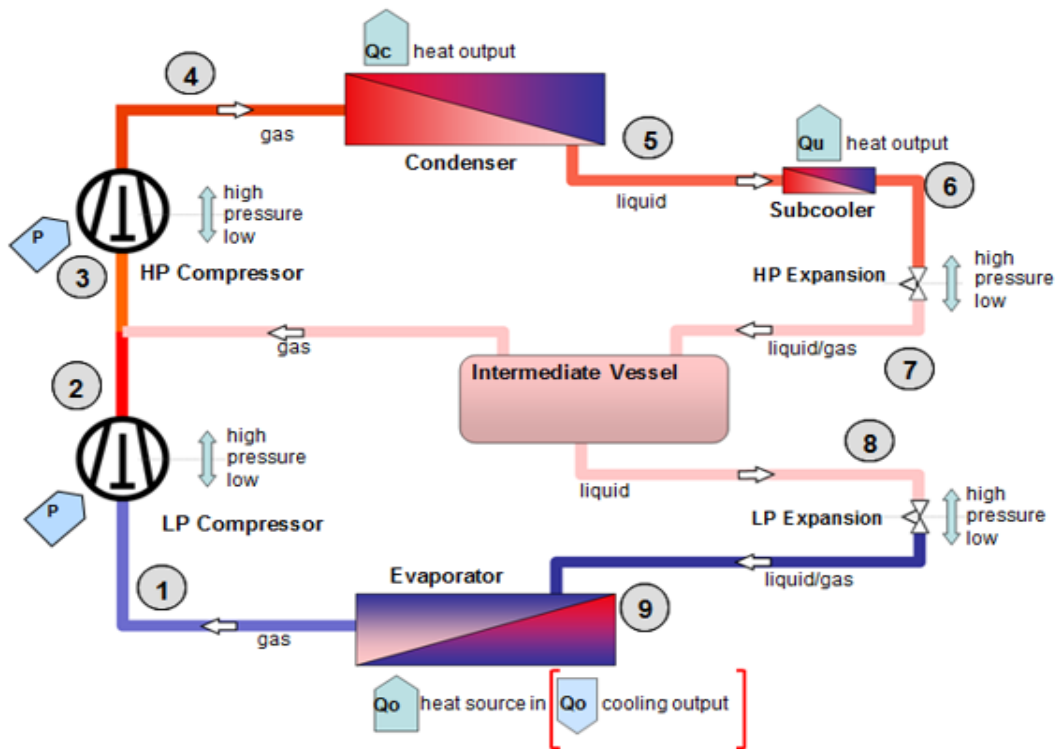 Qc heat output
4
gas
Condenser
5
Qu heat output
liquid
Subcooler
6
high
pressure
low
P
3
HP Compressor
HP Expansion
high
pressure
low
gas
liquid/gas
7
Intermediate Vessel
2
high
pressure
low
8
liquid
P
LP Compressor
LP Expansion
high
pressure
low
Evaporator
liquid/gas
1
9
gas
Qo heat source in
Qo cooling output